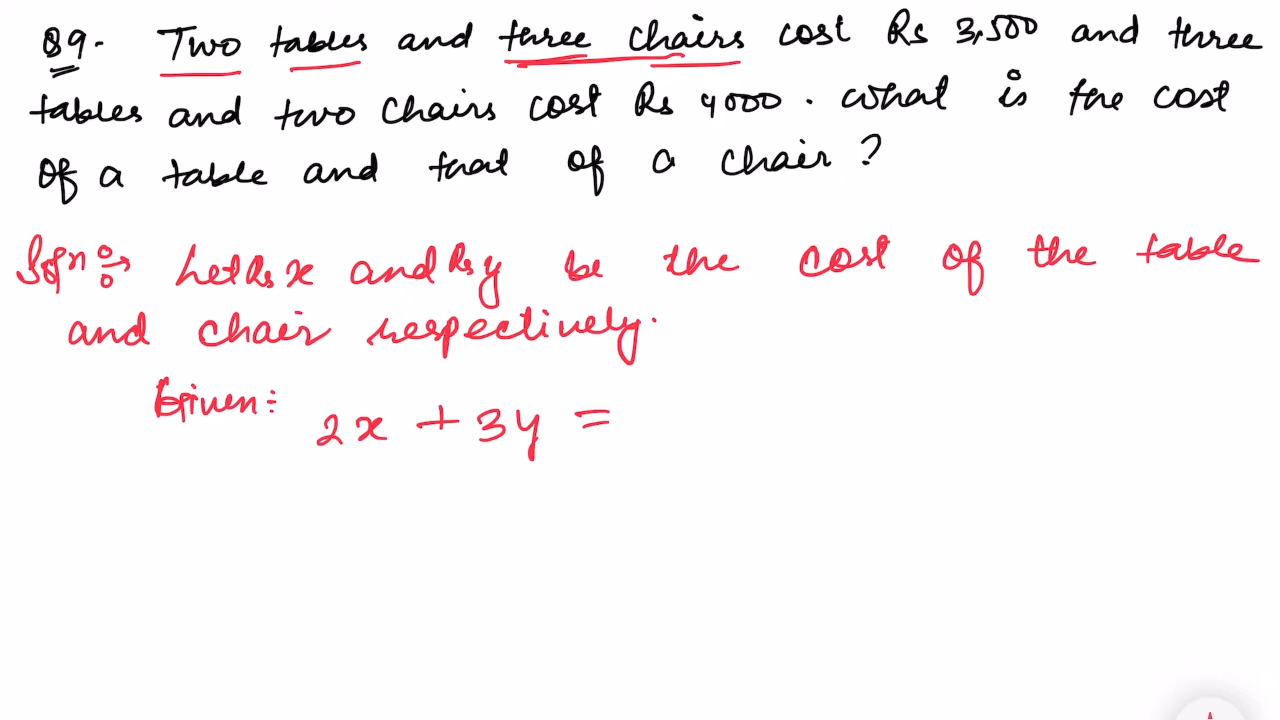 Q9. Two tables and three chairs cost Rs 3,500 and three
tables and two chairs cost Rs 4000. what is the cost
of a table and that of a chair ?
Solⁿ:→ Let Rs x and Rs y be the cost of the table
and chair respectively.
Given:
2x + 3y =